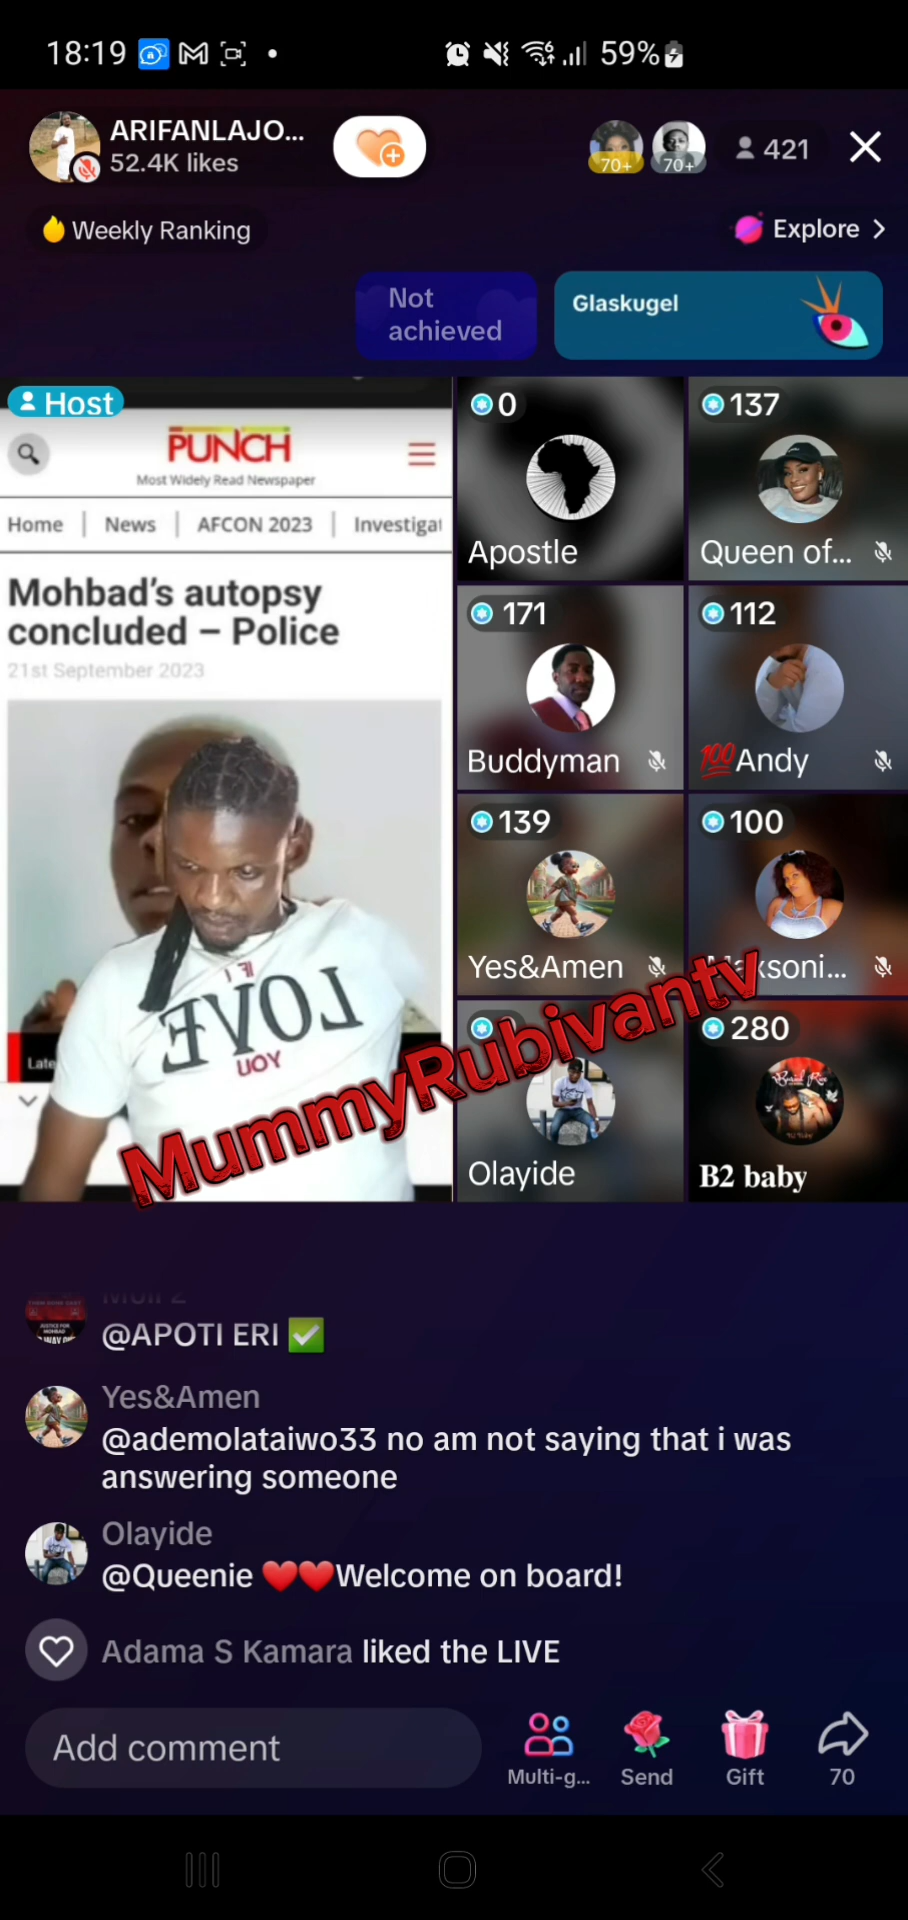 18:19
59%
ARIFANLAJO...
52.4K likes
70+
70+
421
Weekly Ranking
Explore >
Not
achieved
Glaskugel
Host
PUNCH
Most Widely Read Newspaper
Home | News | AFCON 2023 | Investigat
Mohbad’s autopsy
concluded – Police
21st September 2023
LOVE
YOU
Late
0
Apostle
137
Queen of...
171
Buddyman
112
💯Andy
139
Yes&Amen
100
Maxsoni...
Olayide
280
B2 baby
MummyRubivantv
@APOTI ERI ✅
Yes&Amen
@ademolataiwo33 no am not saying that i was
answering someone
Olayide
@Queenie ❤️❤️Welcome on board!
Adama S Kamara liked the LIVE
Add comment
Multi-g...
Send
Gift
70